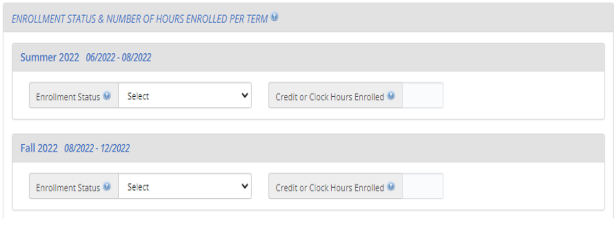 ENROLLMENT STATUS & NUMBER OF HOURS ENROLLED PER TERM
Summer 2022 06/2022 - 08/2022
Enrollment Status Select Credit or Clock Hours Enrolled
Fall 2022 08/2022 - 12/2022
Enrollment Status Select Credit or Clock Hours Enrolled